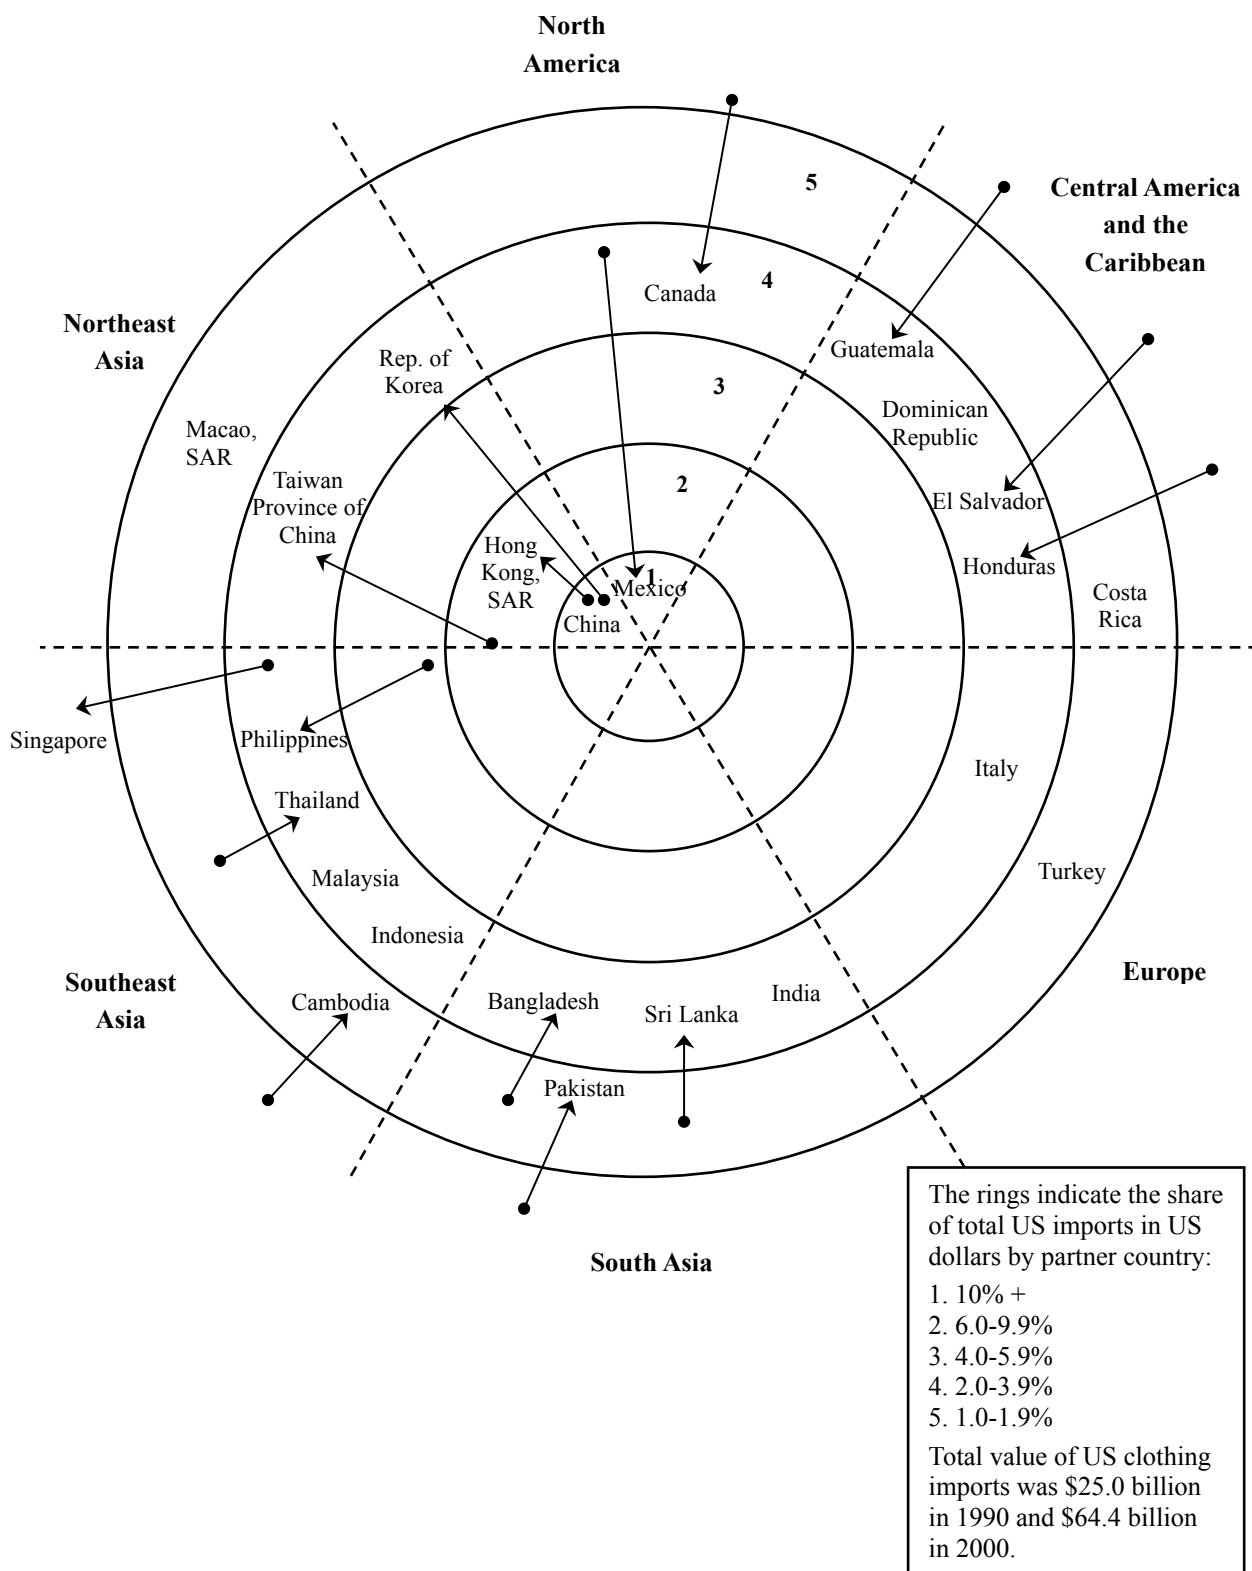 North
America
5
Central America
and the
Caribbean
4
Canada
Northeast
Asia
Guatemala
Rep. of
Korea
3
Dominican
Republic
Macao,
SAR
Taiwan
Province of
China
2
El Salvador
Hong
Kong,
SAR
1
Mexico
China
Honduras
Costa
Rica
Singapore
Philippines
Italy
Thailand
Malaysia
Turkey
Indonesia
Southeast
Asia
Europe
Cambodia
Bangladesh
Sri Lanka
India
Pakistan
South Asia
The rings indicate the share
of total US imports in US
dollars by partner country:
1. 10% +
2. 6.0-9.9%
3. 4.0-5.9%
4. 2.0-3.9%
5. 1.0-1.9%
Total value of US clothing
imports was $25.0 billion
in 1990 and $64.4 billion
in 2000.